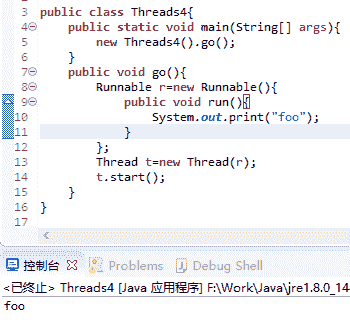 3 public class Threads4{
4 public static void main(String[] args){
5 new Threads4().go();
6 }
7 public void go(){
8 Runnable r=new Runnable(){
9 public void run(){
10 System.out.print("foo");
11 }
12 };
13 Thread t=new Thread(r);
14 t.start();
15 }
16 }
17
控制台 Problems Debug Shell
<已终止> Threads4 [Java 应用程序] F:\Work\Java\jre1.8.0_14
foo